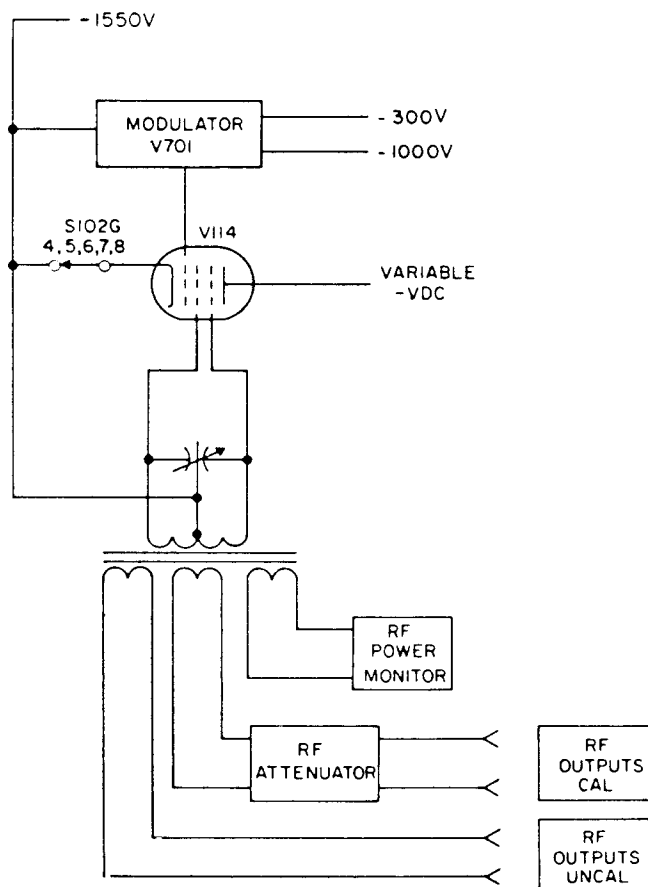 -1550V
MODULATOR
V701
-300V
-1000V
S102G
4,5,6,7,8
V114
VARIABLE
-VDC
RF
POWER
MONITOR
RF
ATTENUATOR
RF
OUTPUTS
CAL
RF
OUTPUTS
UNCAL